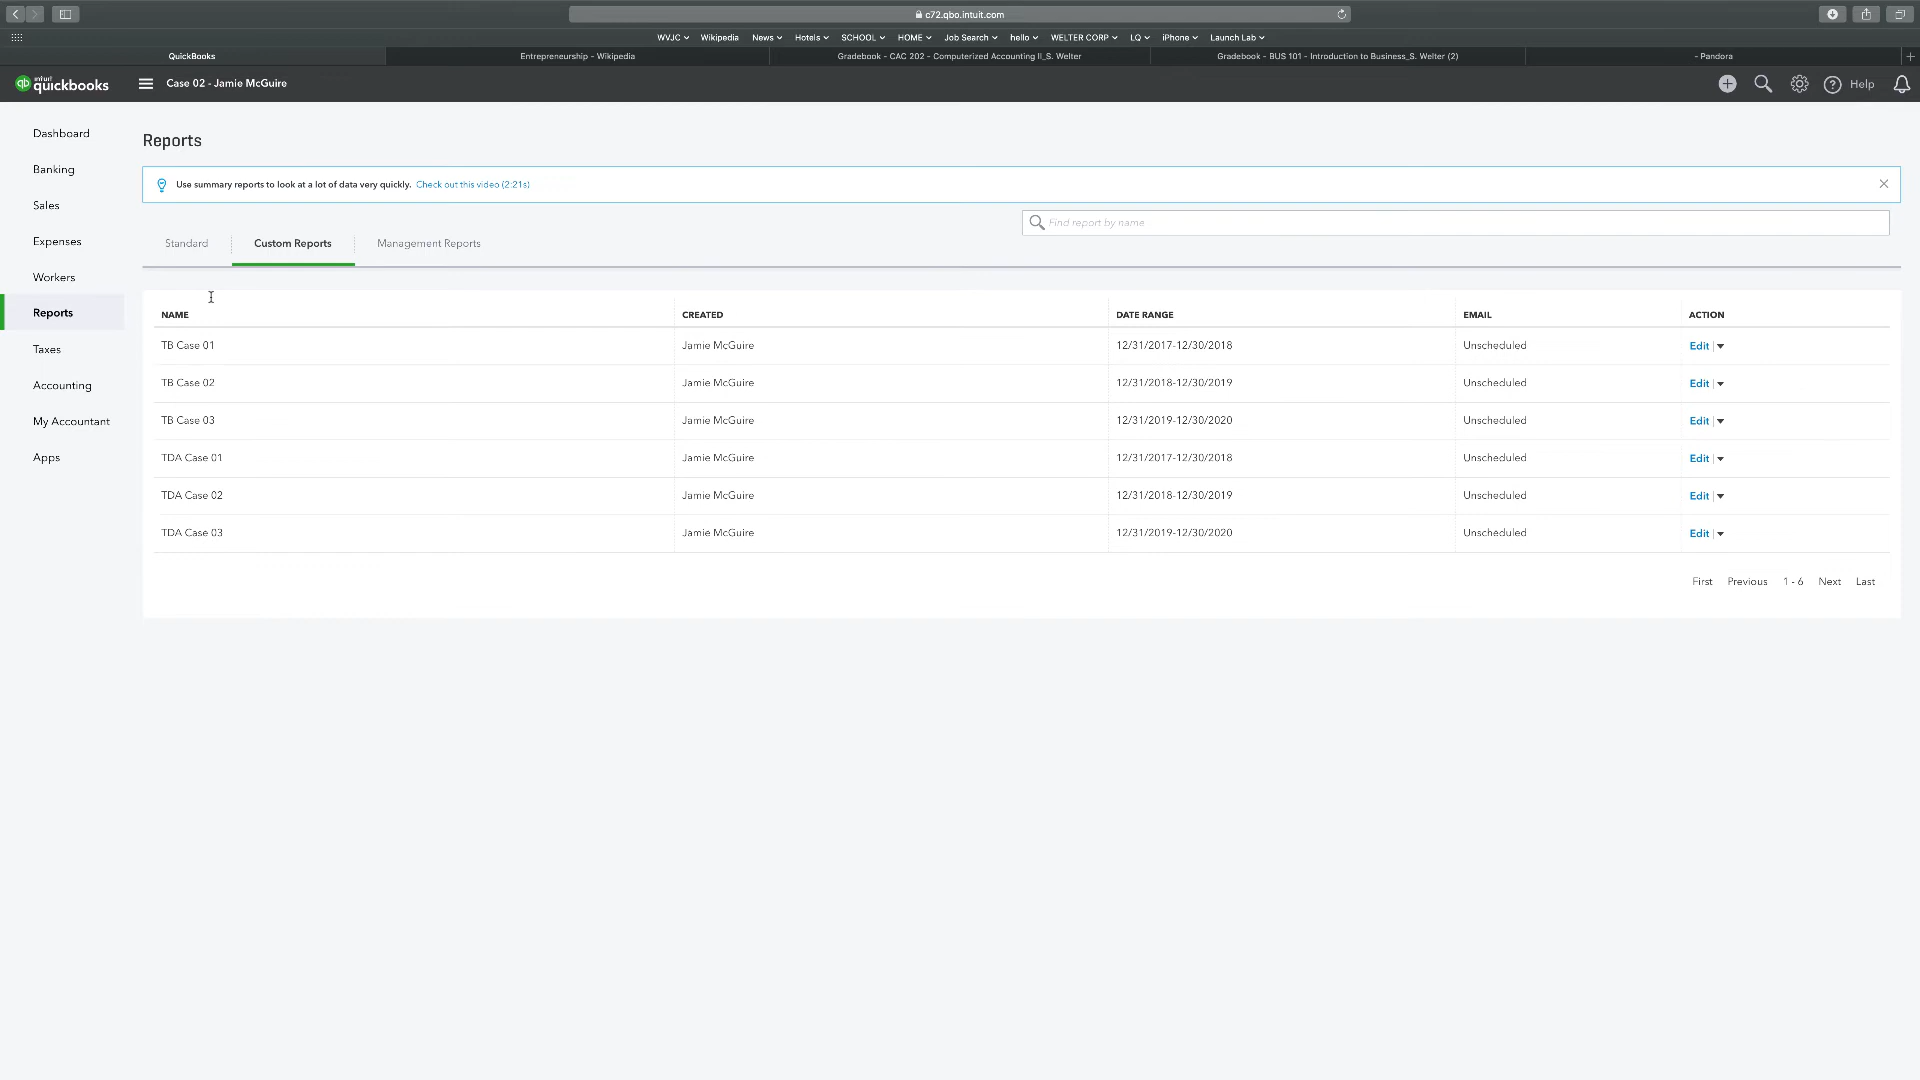 c72.qbo.intuit.com
WVJC Wikipedia News Hotels SCHOOL HOME Job Search hello WELTER CORP LQ iPhone Launch Lab
QuickBooks Entrepreneurship - Wikipedia Gradebook - CAC 202 - Computerized Accounting II_S. Welter Gradebook - BUS 101 - Introduction to Business_S. Welter (2) - Pandora
intuit quickbooks Case 02 - Jamie McGuire Help
Dashboard
Banking
Sales
Expenses
Workers
Reports
Taxes
Accounting
My Accountant
Apps
Reports
Use summary reports to look at a lot of data very quickly. Check out this video (2:21s)
Find report by name
Standard Custom Reports Management Reports
NAME CREATED DATE RANGE EMAIL ACTION
TB Case 01 Jamie McGuire 12/31/2017-12/30/2018 Unscheduled Edit
TB Case 02 Jamie McGuire 12/31/2018-12/30/2019 Unscheduled Edit
TB Case 03 Jamie McGuire 12/31/2019-12/30/2020 Unscheduled Edit
TDA Case 01 Jamie McGuire 12/31/2017-12/30/2018 Unscheduled Edit
TDA Case 02 Jamie McGuire 12/31/2018-12/30/2019 Unscheduled Edit
TDA Case 03 Jamie McGuire 12/31/2019-12/30/2020 Unscheduled Edit
First Previous 1 - 6 Next Last